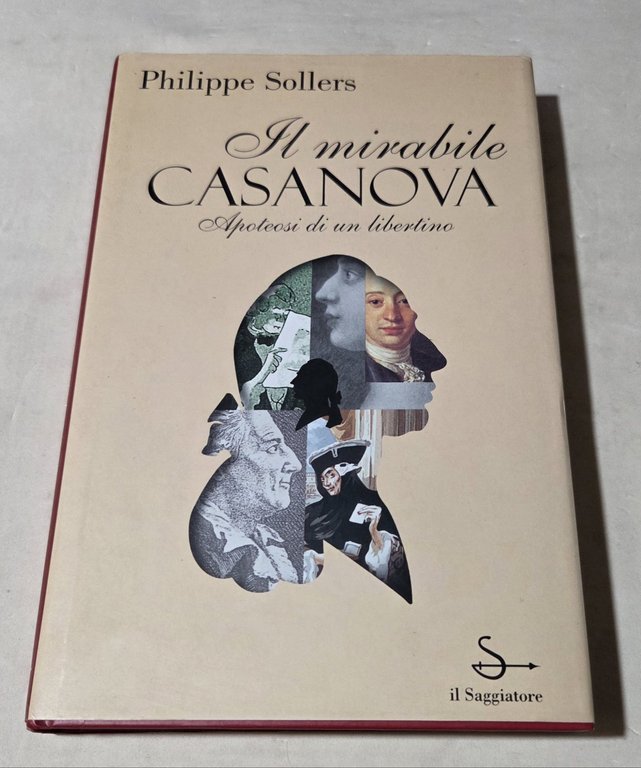 Philippe Sollers
Il mirabile
CASANOVA
Apoteosi di un libertino
il Saggiatore